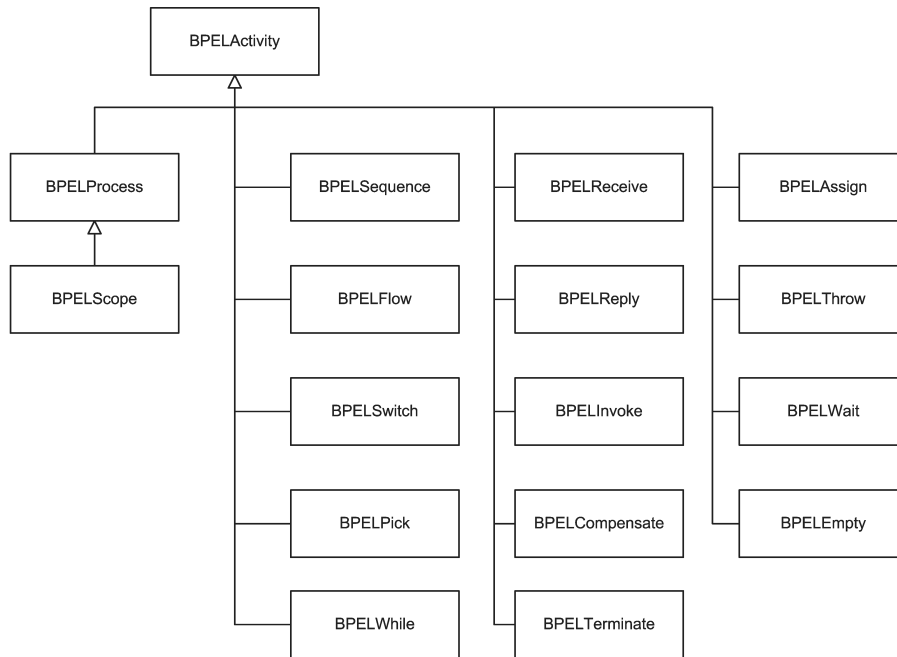 BPELActivity
BPELProcess
BPELSequence
BPELReceive
BPELAssign
BPELScope
BPELFlow
BPELReply
BPELThrow
BPELSwitch
BPELInvoke
BPELWait
BPELPick
BPELCompensate
BPELEmpty
BPELWhile
BPELTerminate